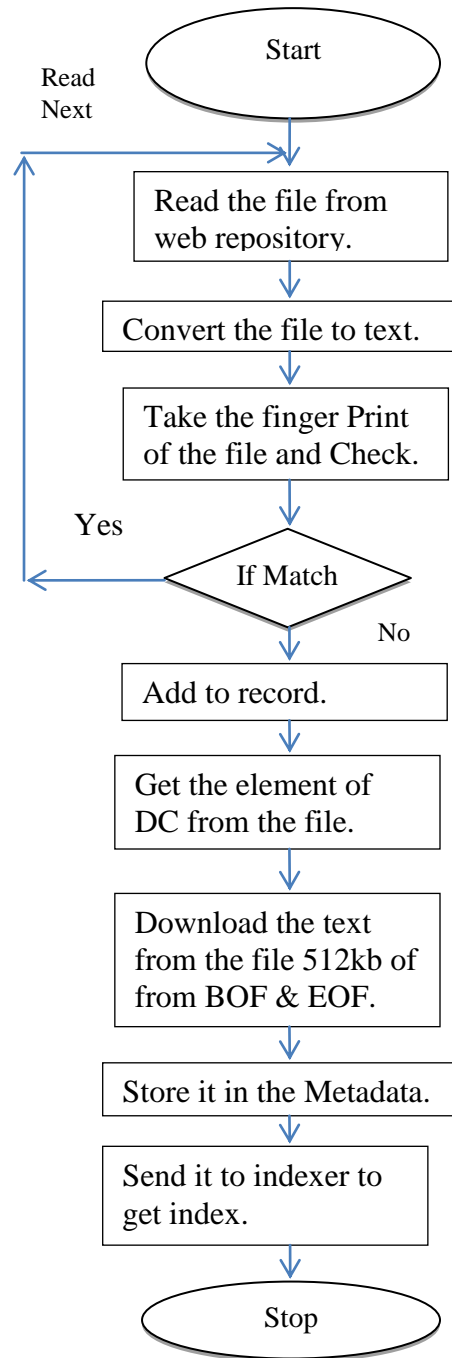 Start
Read
Next
Read the file from
web repository.
Convert the file to text.
Take the finger Print
of the file and Check.
Yes
If Match
No
Add to record.
Get the element of
DC from the file.
Download the text
from the file 512kb of
from BOF & EOF.
Store it in the Metadata.
Send it to indexer to
get index.
Stop